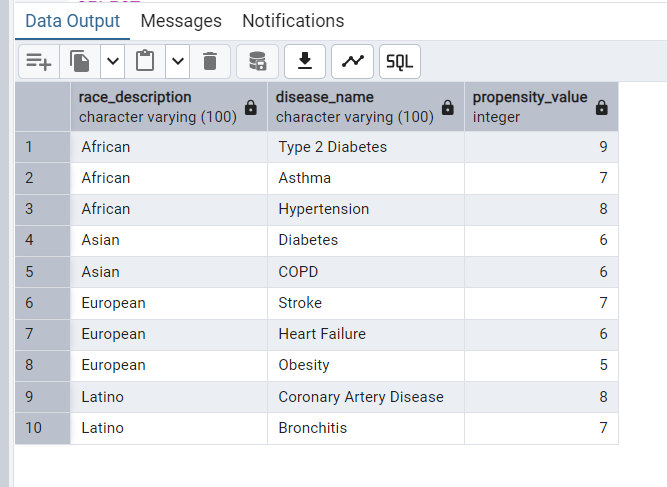 Data Output Messages Notifications
SQL
race_description disease_name propensity_value
character varying (100) character varying (100) integer
1 African Type 2 Diabetes 9
2 African Asthma 7
3 African Hypertension 8
4 Asian Diabetes 6
5 Asian COPD 6
6 European Stroke 7
7 European Heart Failure 6
8 European Obesity 5
9 Latino Coronary Artery Disease 8
10 Latino Bronchitis 7